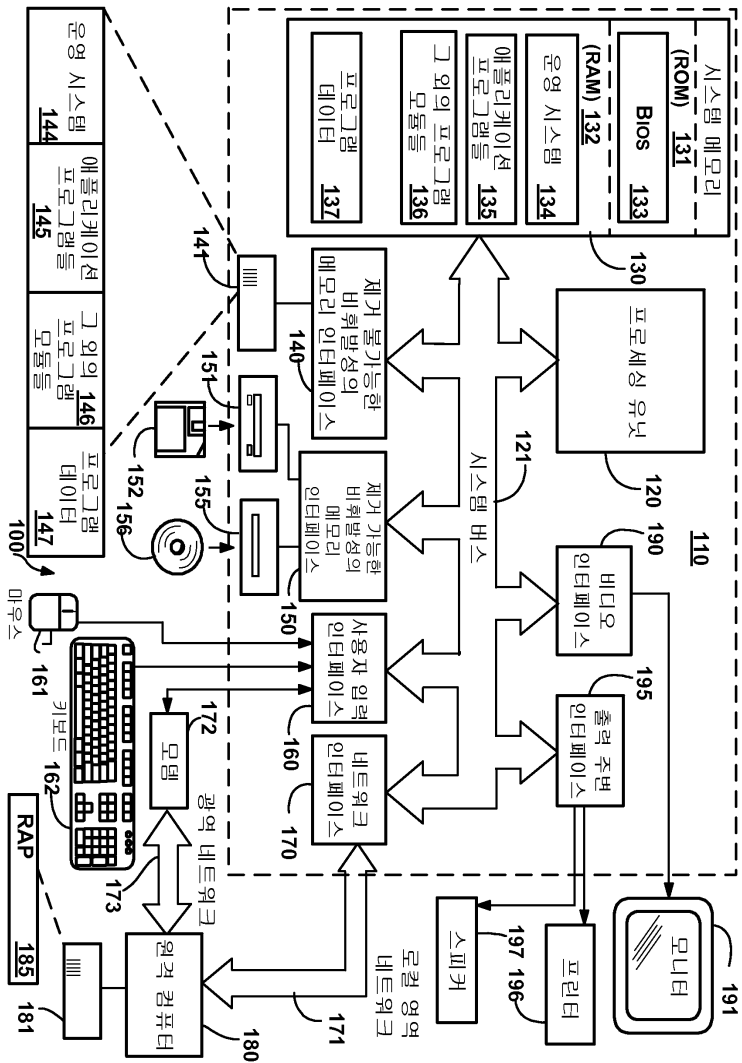 시스템 메모리
(ROM) 131
BIOS
133
(RAM) 132
운영 시스템
134
애플리케이션
프로그램들
135
그 외의 프로그램
모듈들
136
프로그램
데이터
137
130
프로세싱 유닛
120
110
시스템 버스
121
190
비디오
인터페이스
195
출력 주변
인터페이스
모니터
191
프린터
196
스피커
197
제거 불가능한
비휘발성의
메모리 인터페이스
140
제거 가능한
비휘발성의
메모리
인터페이스
150
사용자 입력
인터페이스
160
네트워크
인터페이스
170
141
151
152
155
156
운영 시스템
144
애플리케이션
프로그램들
145
그 외의
프로그램
모듈들
146
프로그램
데이터
147
100
마우스
161
키보드
162
172
모뎀
광역 네트워크
173
로컬 영역
네트워크
171
원격 컴퓨터
180
181
RAP
185